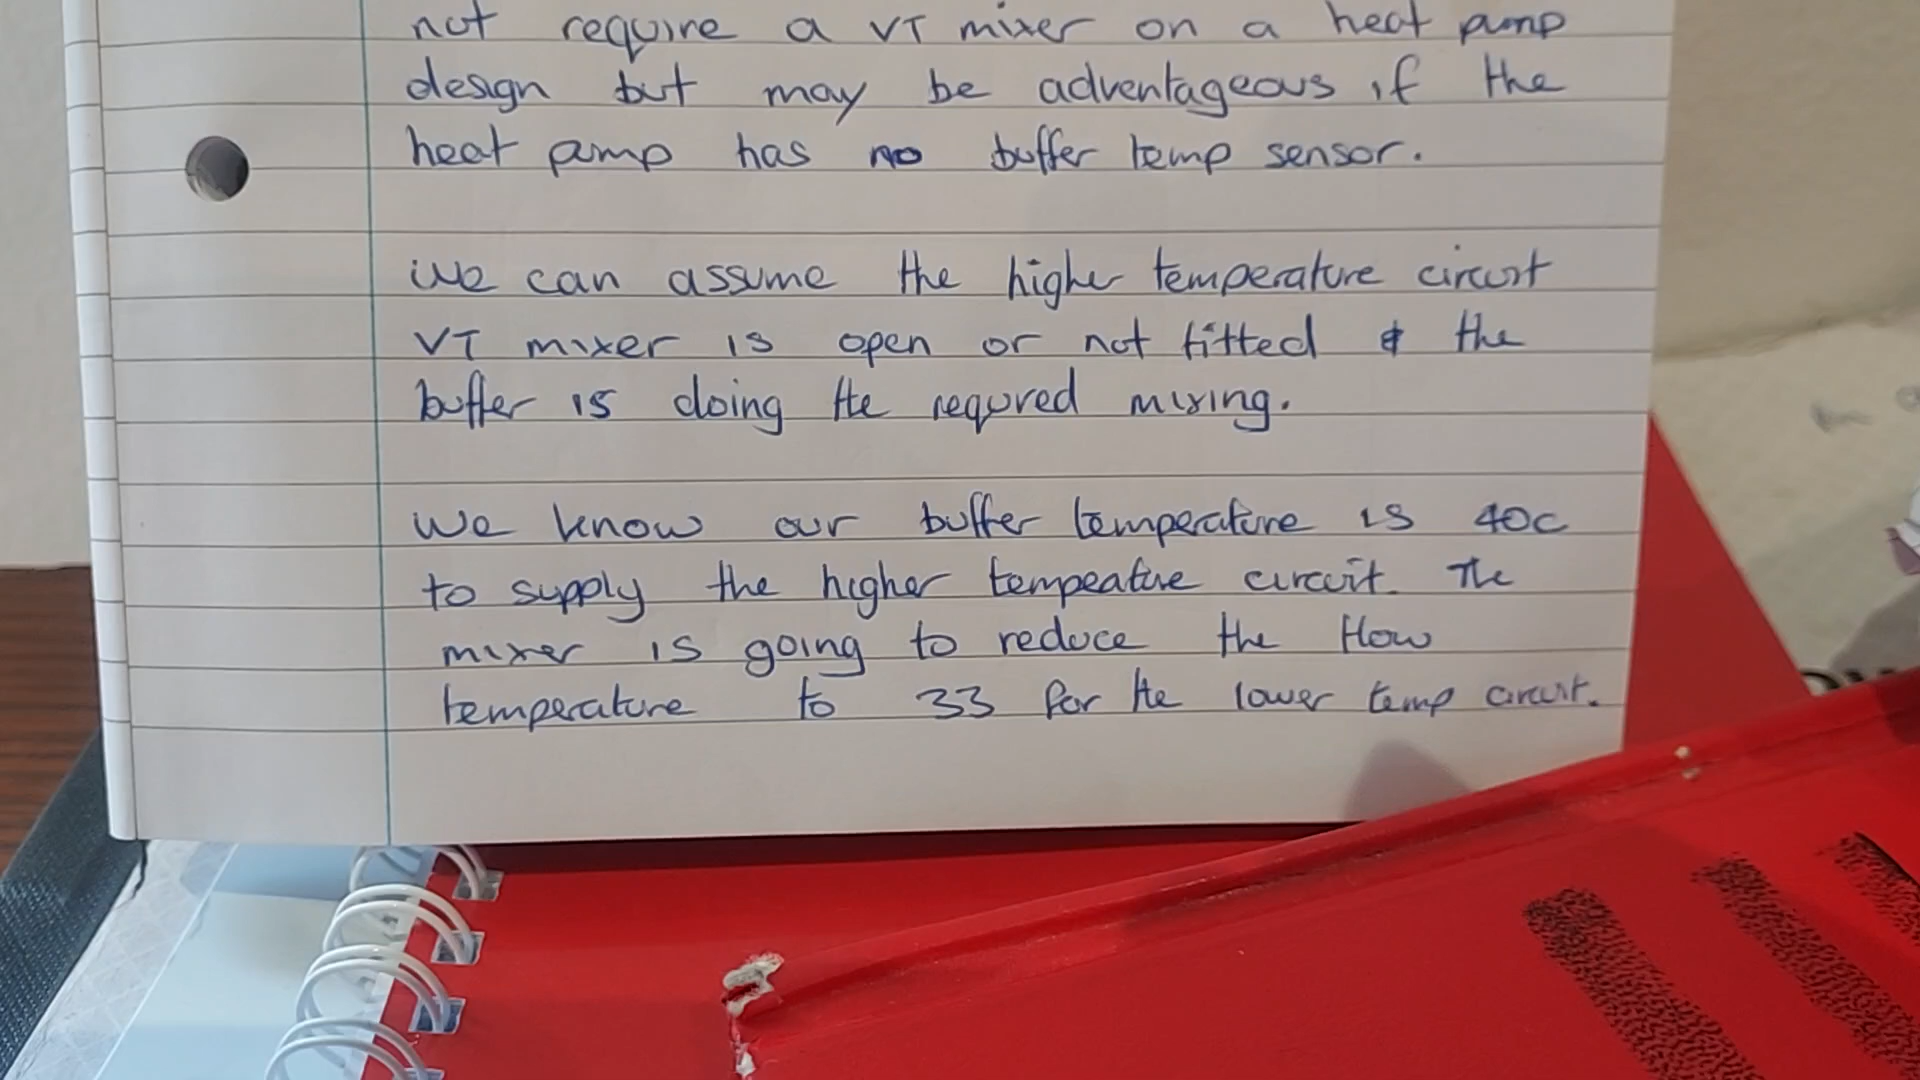 not require a VT mixer on a heat pump
design but may be adventageous if the
heat pump has no buffer temp sensor.
We can assume the higher temperature circuit
VT mixer is open or not fitted & the
buffer is doing the required mixing.
We know our buffer temperature is 40c
to supply the higher tempeature circuit. The
mixer is going to reduce the flow
temperature to 33 for the lower temp circuit.